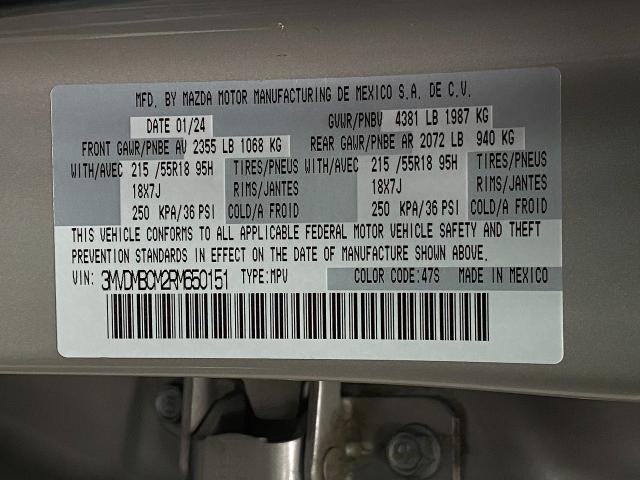 MFD. BY MAZDA MOTOR MANUFACTURING DE MEXICO S.A. DE C.V.
DATE 01/24 GVWR/PNBV 4381 LB 1987 KG
FRONT GAWR/PNBE AV 2355 LB 1068 KG REAR GAWR/PNBE AR 2072 LB 940 KG
WITH/AVEC 215 /55R18 95H TIRES/PNEUS WITH/AVEC 215 /55R18 95H TIRES/PNEUS
18X7J RIMS/JANTES 18X7J RIMS/JANTES
250 KPA/36 PSI COLD/A FROID 250 KPA/36 PSI COLD/A FROID
THIS VEHICLE CONFORMS TO ALL APPLICABLE FEDERAL MOTOR VEHICLE SAFETY AND THEFT
PREVENTION STANDARDS IN EFFECT ON THE DATE OF MANUFACTURE SHOWN ABOVE.
VIN: 3MVDMBCM2RM650151 TYPE:MPV COLOR CODE:47S MADE IN MEXICO